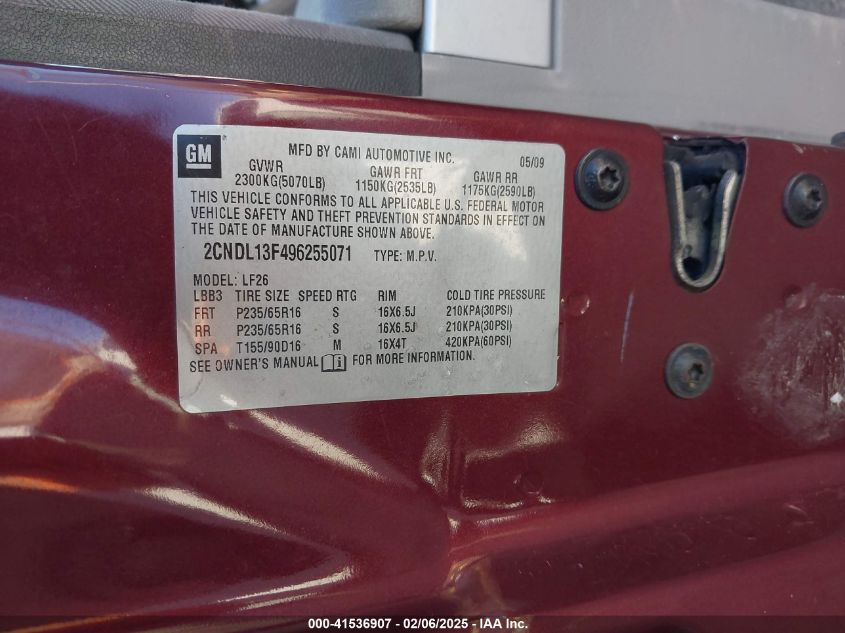 GM
MFD BY CAMI AUTOMOTIVE INC. 05/09
GVWR GAWR FRT GAWR RR
2300KG(5070LB) 1150KG(2535LB) 1175KG(2590LB)
THIS VEHICLE CONFORMS TO ALL APPLICABLE U.S. FEDERAL MOTOR
VEHICLE SAFETY AND THEFT PREVENTION STANDARDS IN EFFECT ON
THE DATE OF MANUFACTURE SHOWN ABOVE.
2CNDL13F496255071 TYPE: M.P.V.
MODEL: LF26
LBB3 TIRE SIZE SPEED RTG RIM COLD TIRE PRESSURE
FRT P235/65R16 S 16X6.5J 210KPA(30PSI)
RR P235/65R16 S 16X6.5J 210KPA(30PSI)
SPA T155/90D16 M 16X4T 420KPA(60PSI)
SEE OWNER'S MANUAL FOR MORE INFORMATION.
000-41536907 - 02/06/2025 - IAA Inc.